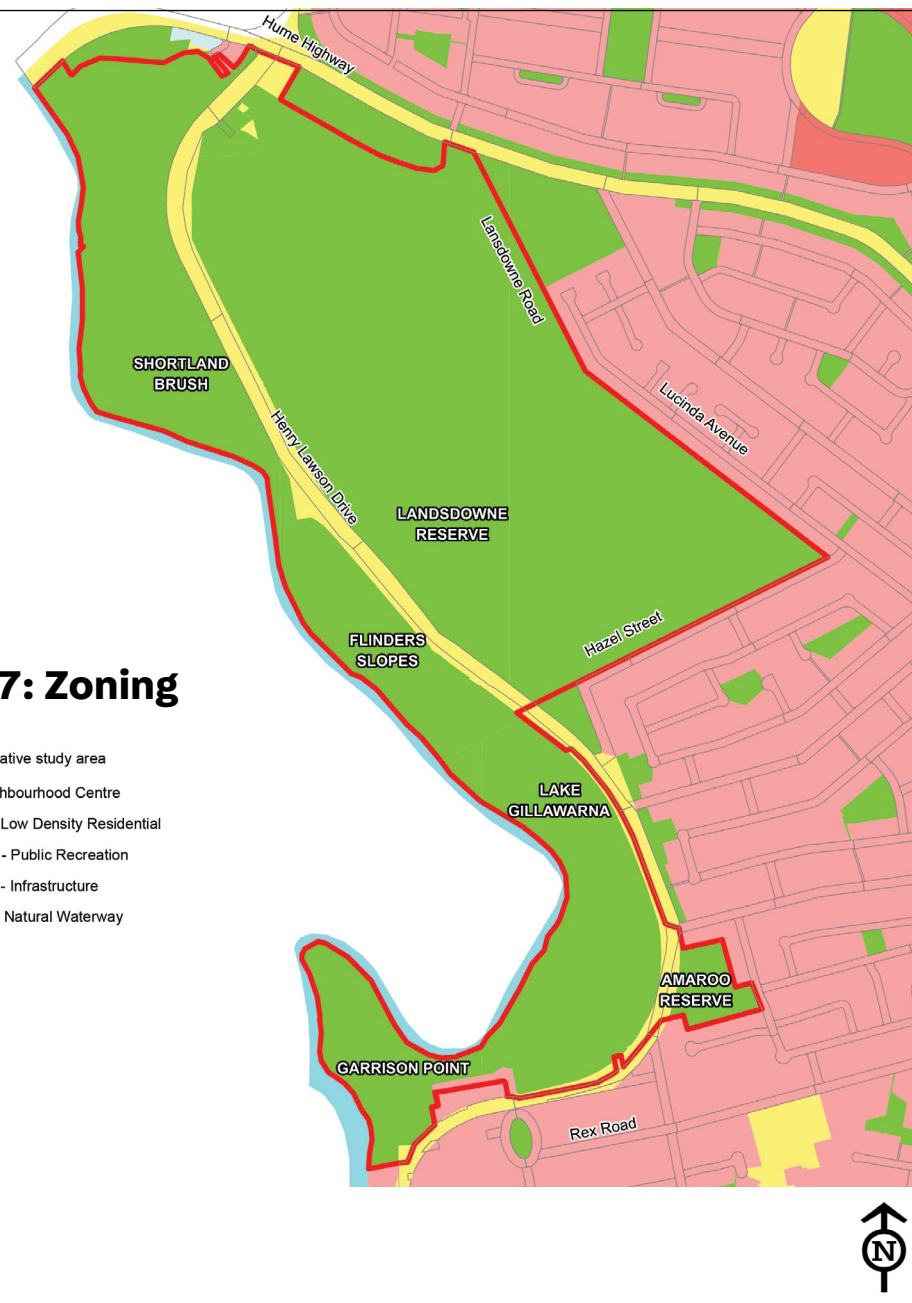 Hume Highway
Lansdowne Road
SHORTLAND
BRUSH
Lucinda Avenue
Henry Lawson Drive
LANDSDOWNE
RESERVE
Hazel Street
FLINDERS
SLOPES
7: Zoning
ative study area
hbourhood Centre
Low Density Residential
- Public Recreation
- Infrastructure
Natural Waterway
LAKE
GILLAWARNA
AMAROO
RESERVE
GARRISON POINT
Rex Road
N